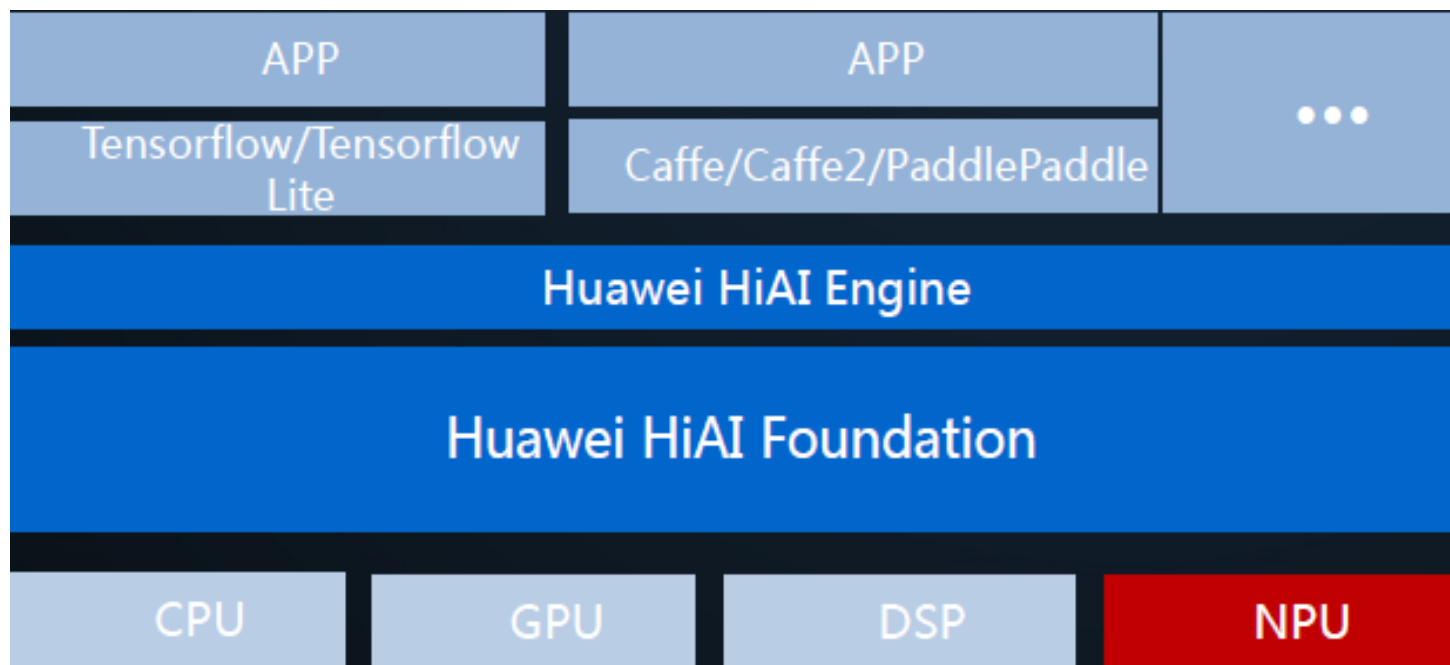 APP
APP
•••
Tensorflow/Tensorflow
Lite
Caffe/Caffe2/PaddlePaddle
Huawei HiAI Engine
Huawei HiAI Foundation
CPU
GPU
DSP
NPU